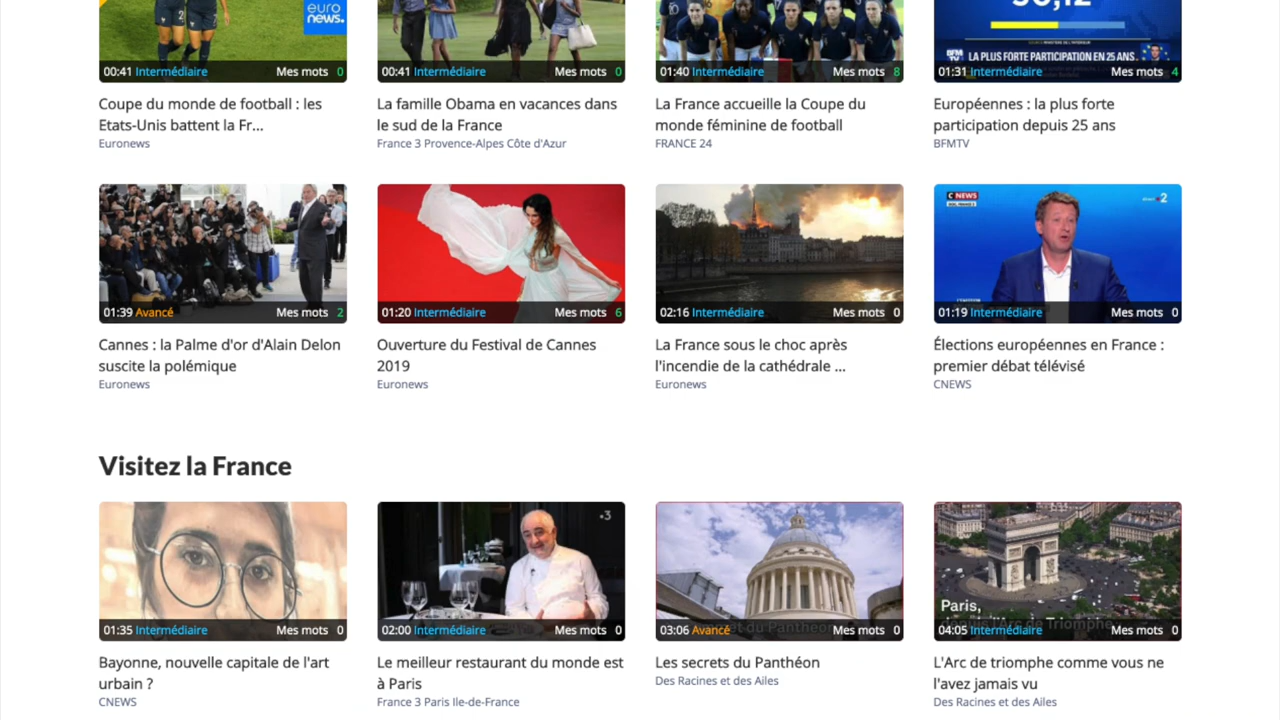 euro
news.
LA PLUS FORTE PARTICIPATION EN 25 ANS
00:41 Intermédiaire Mes mots 0
00:41 Intermédiaire Mes mots 0
01:40 Intermédiaire Mes mots 8
01:31 Intermédiaire Mes mots 4
Coupe du monde de football : les
Etats-Unis battent la Fr...
Euronews
La famille Obama en vacances dans
le sud de la France
France 3 Provence-Alpes Côte d'Azur
La France accueille la Coupe du
monde féminine de football
FRANCE 24
Européennes : la plus forte
participation depuis 25 ans
BFMTV
C NEWS
2
01:39 Avancé Mes mots 2
01:20 Intermédiaire Mes mots 6
02:16 Intermédiaire Mes mots 0
01:19 Intermédiaire Mes mots 0
Cannes : la Palme d'or d'Alain Delon
suscite la polémique
Euronews
Ouverture du Festival de Cannes
2019
Euronews
La France sous le choc après
l'incendie de la cathédrale ...
Euronews
Élections européennes en France :
premier débat télévisé
CNEWS
Visitez la France
3
Paris,
01:35 Intermédiaire Mes mots 0
02:00 Intermédiaire Mes mots 0
03:06 Avancé Mes mots 0
04:05 Intermédiaire Mes mots 0
Bayonne, nouvelle capitale de l'art
urbain ?
CNEWS
Le meilleur restaurant du monde est
à Paris
France 3 Paris Ile-de-France
Les secrets du Panthéon
Des Racines et des Ailes
L'Arc de triomphe comme vous ne
l'avez jamais vu
Des Racines et des Ailes